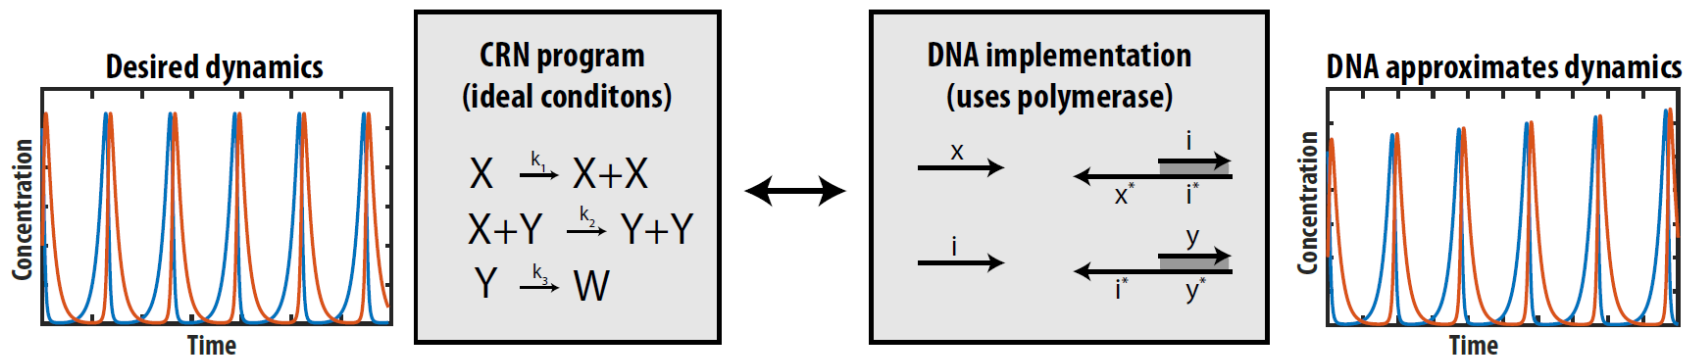 Desired dynamics
Concentration
Time
CRN program
(ideal conditons)
X k₁ X+X
X+Y k₂ Y+Y
Y k₃ W
DNA implementation
(uses polymerase)
x
i
x* i*
i
y
i* y*
DNA approximates dynamics
Concentration
Time